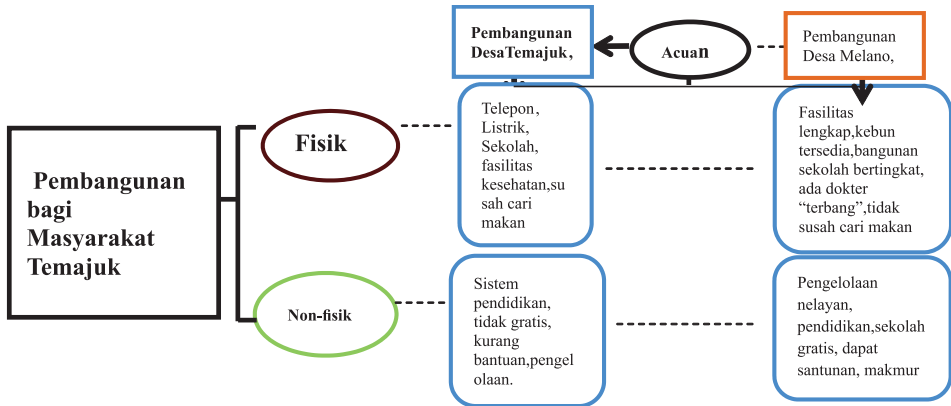 Pembangunan
DesaTemajuk,
Acuan
Pembangunan
Desa Melano,
Pembangunan
bagi
Masyarakat
Temajuk
Fisik
Telepon,
Listrik,
Sekolah,
fasilitas
kesehatan,su
sah cari
makan
Fasilitas
lengkap,kebun
tersedia,bangunan
sekolah bertingkat,
ada dokter
“terbang”,tidak
susah cari makan
Non-fisik
Sistem
pendidikan,
tidak gratis,
kurang
bantuan,pengel
olaan.
Pengelolaan
nelayan,
pendidikan,sekolah
gratis, dapat
santunan, makmur